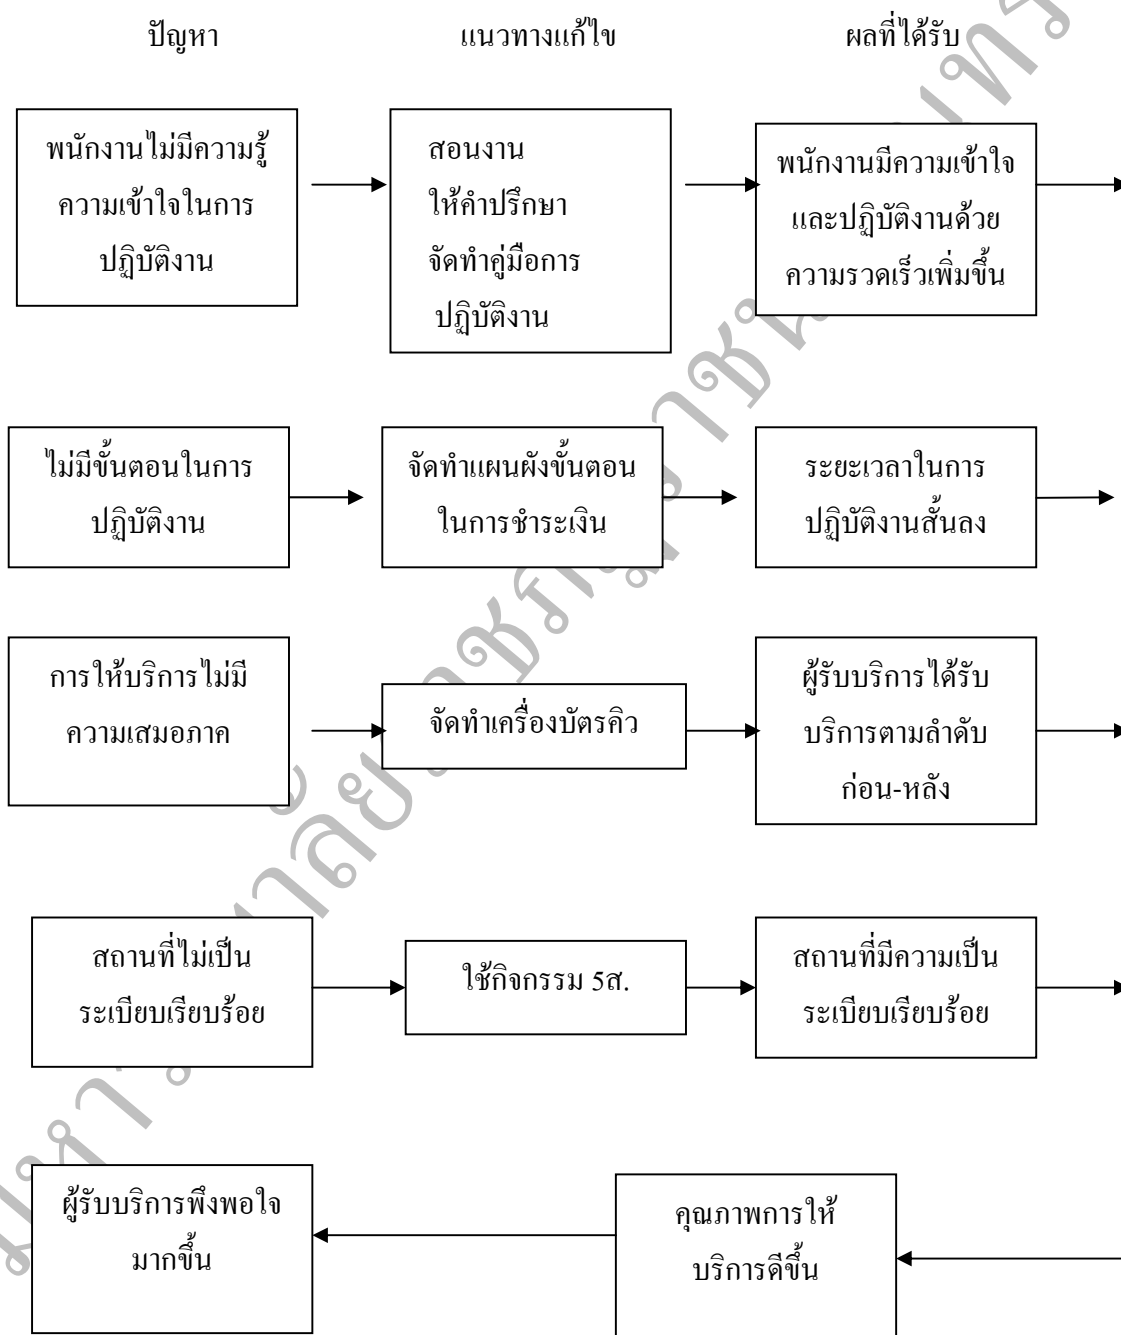 ปัญหา
แนวทางแก้ไข
ผลที่ได้รับ
พนักงานไม่มีความรู้
ความเข้าใจในการ
ปฏิบัติงาน
สอนงาน
ให้คำปรึกษา
จัดทำคู่มือการ
ปฏิบัติงาน
พนักงานมีความเข้าใจ
และปฏิบัติงานด้วย
ความรวดเร็วเพิ่มขึ้น
ไม่มีขั้นตอนในการ
ปฏิบัติงาน
จัดทำแผนผังขั้นตอน
ในการชำระเงิน
ระยะเวลาในการ
ปฏิบัติงานสั้นลง
การให้บริการไม่มี
ความเสมอภาค
จัดทำเครื่องบัตรคิว
ผู้รับบริการได้รับ
บริการตามลำดับ
ก่อน-หลัง
สถานที่ไม่เป็น
ระเบียบเรียบร้อย
ใช้กิจกรรม 5ส.
สถานที่มีความเป็น
ระเบียบเรียบร้อย
ผู้รับบริการพึงพอใจ
มากขึ้น
คุณภาพการให้
บริการดีขึ้น